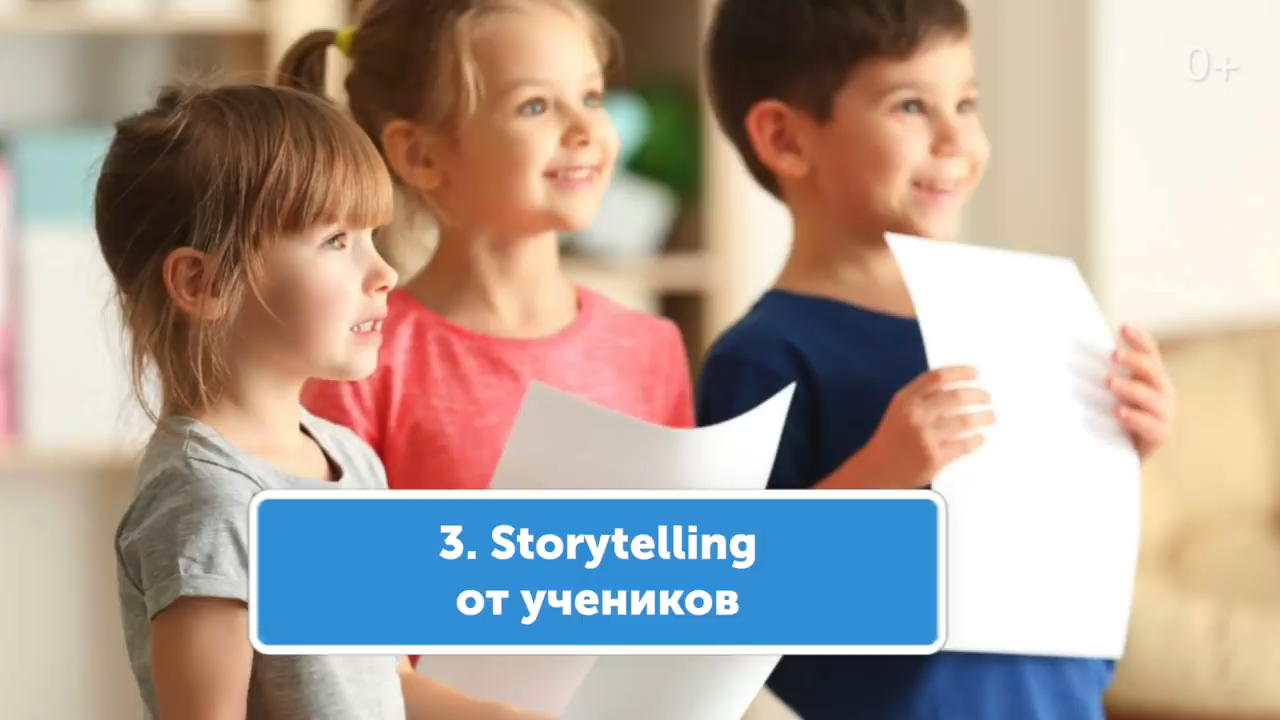 0+
3. Storytelling
от учеников